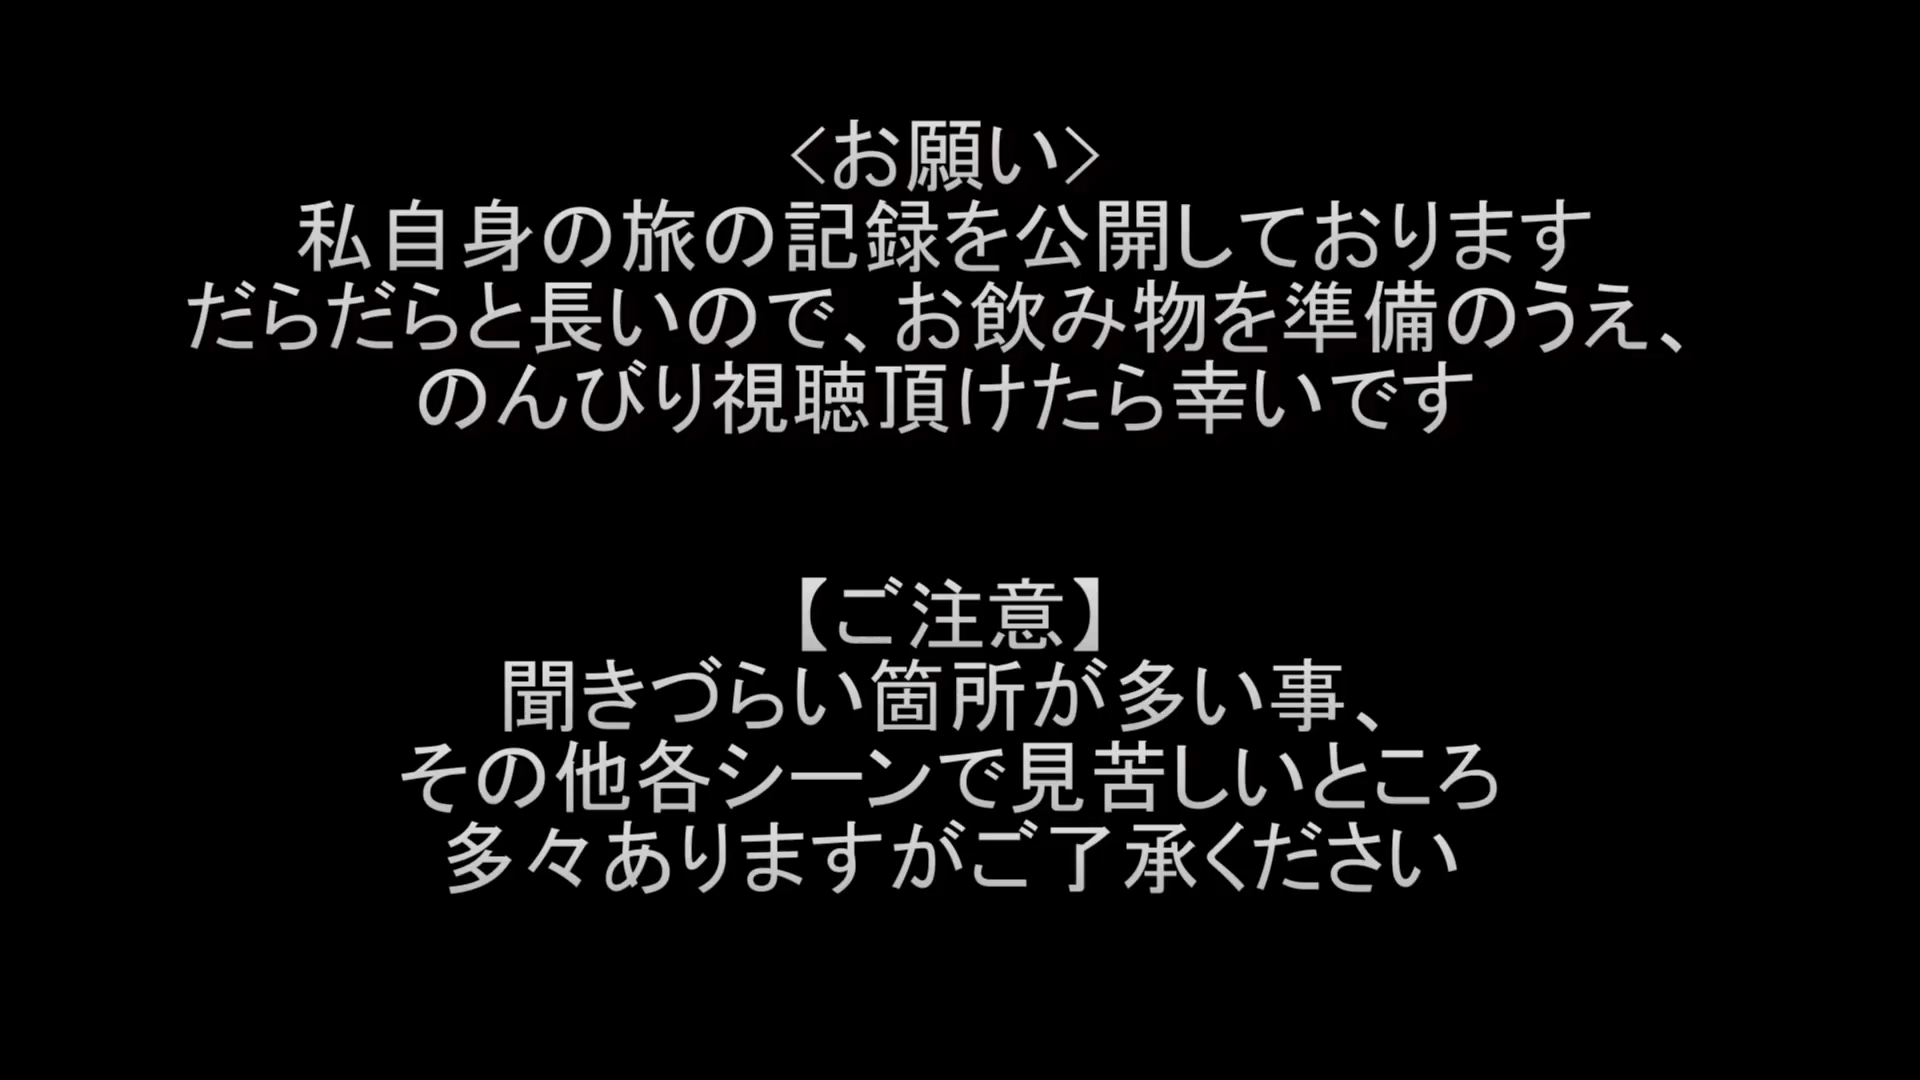 <お願い>
私自身の旅の記録を公開しております
だらだらと長いので、お飲み物を準備のうえ、
のんびり視聴頂けたら幸いです
【ご注意】
聞きづらい箇所が多い事、
その他各シーンで見苦しいところ
多々ありますがご了承ください